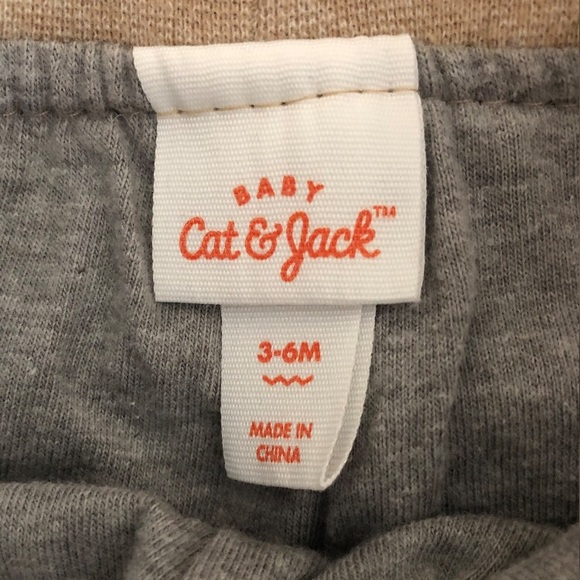 BABY
Cat & Jack™
3-6M
MADE IN
CHINA